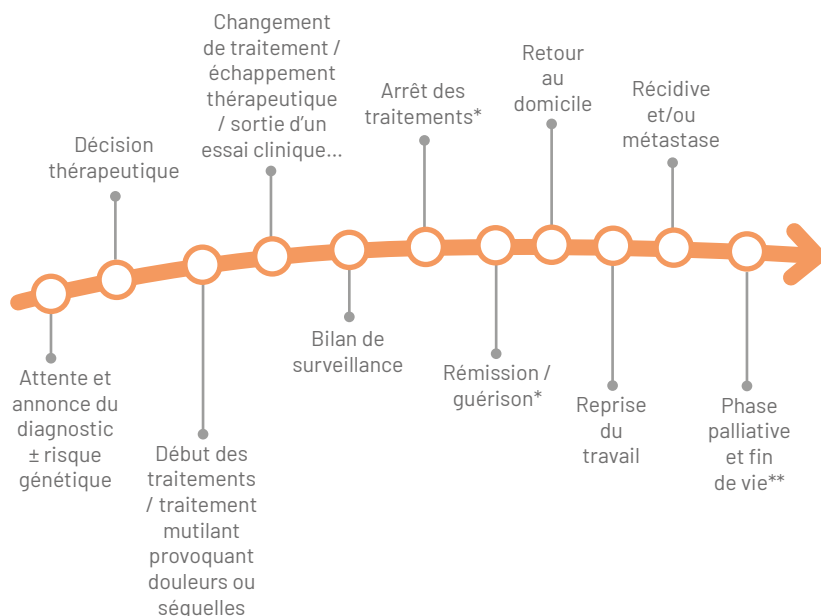 Attente et
annonce du
diagnostic
± risque
génétique
Décision
thérapeutique
Début des
traitements
/ traitement
mutilant
provoquant
douleurs ou
séquelles
Changement
de traitement /
échappement
thérapeutique
/ sortie d’un
essai clinique...
Bilan de
surveillance
Arrêt des
traitements*
Rémission /
guérison*
Retour
au
domicile
Reprise
du
travail
Récidive
et/ou
métastase
Phase
palliative
et fin
de vie**